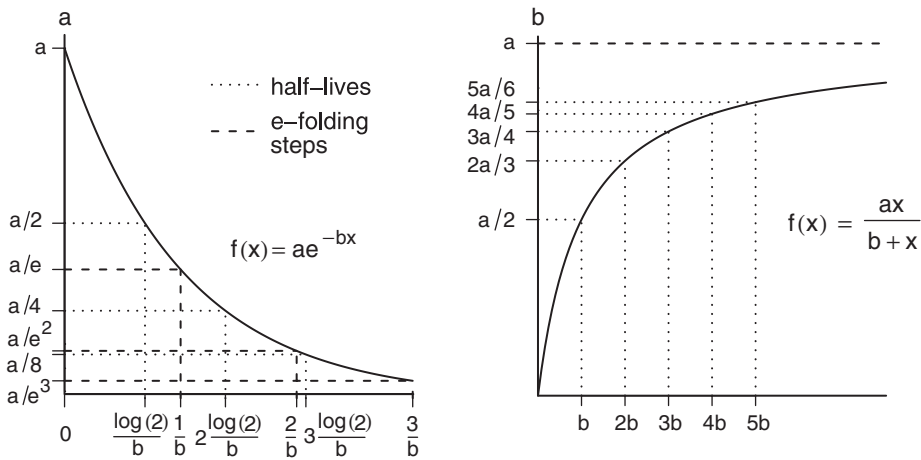 a
a
half–lives
e–folding
steps
a/2
f(x) = ae^{−bx}
a/e
a/4
a/e^2
a/8
a/e^3
0 log(2)/b 1/b 2 log(2)/b 2/b 3 log(2)/b 3/b
b
a
5a/6
4a/5
3a/4
2a/3
a/2
f(x) = ax/(b + x)
b 2b 3b 4b 5b